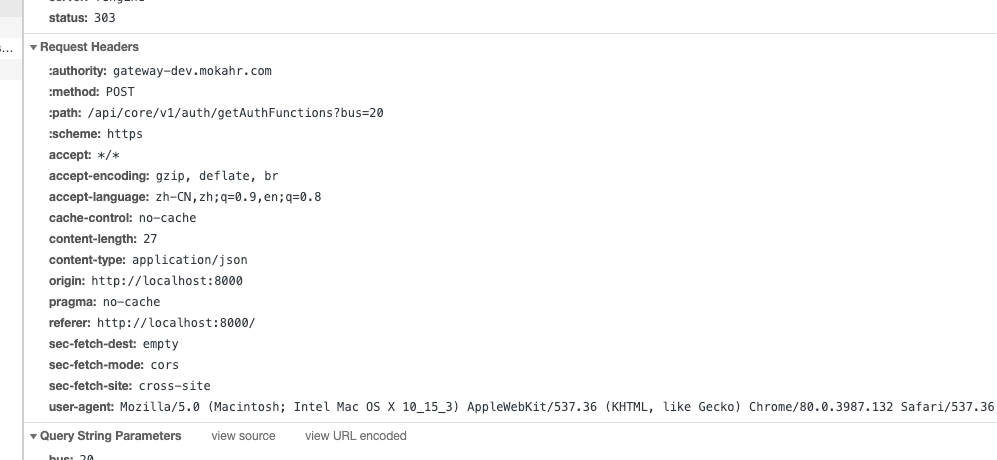 status: 303
s...
Request Headers
:authority: gateway-dev.mokahr.com
:method: POST
:path: /api/core/v1/auth/getAuthFunctions?bus=20
:scheme: https
accept: */*
accept-encoding: gzip, deflate, br
accept-language: zh-CN,zh;q=0.9,en;q=0.8
cache-control: no-cache
content-length: 27
content-type: application/json
origin: http://localhost:8000
pragma: no-cache
referer: http://localhost:8000/
sec-fetch-dest: empty
sec-fetch-mode: cors
sec-fetch-site: cross-site
user-agent: Mozilla/5.0 (Macintosh; Intel Mac OS X 10_15_3) AppleWebKit/537.36 (KHTML, like Gecko) Chrome/80.0.3987.132 Safari/537.36
Query String Parameters view source view URL encoded
bus: 20